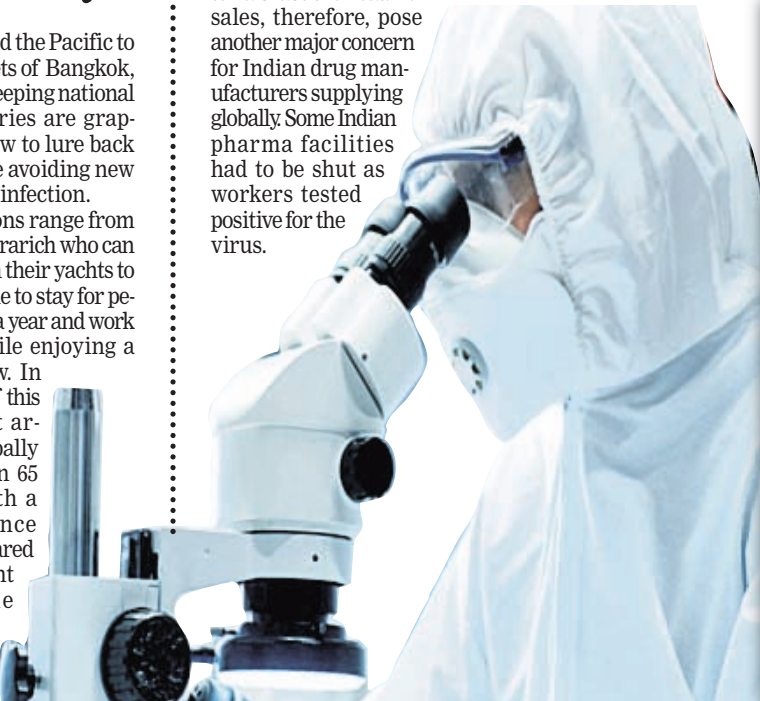 d the Pacific to
ts of Bangkok,
eeping national
ries are grap-
w to lure back
e avoiding new
infection.
ns range from
rarich who can
n their yachts to
e to stay for pe-
a year and work
ile enjoying a
w. In
f this
t ar-
bally
n 65
th a
nce
ared
nt
e
sales, therefore, pose
another major concern
for Indian drug man-
ufacturers supplying
globally. Some Indian
pharma facilities
had to be shut as
workers tested
positive for the
virus.